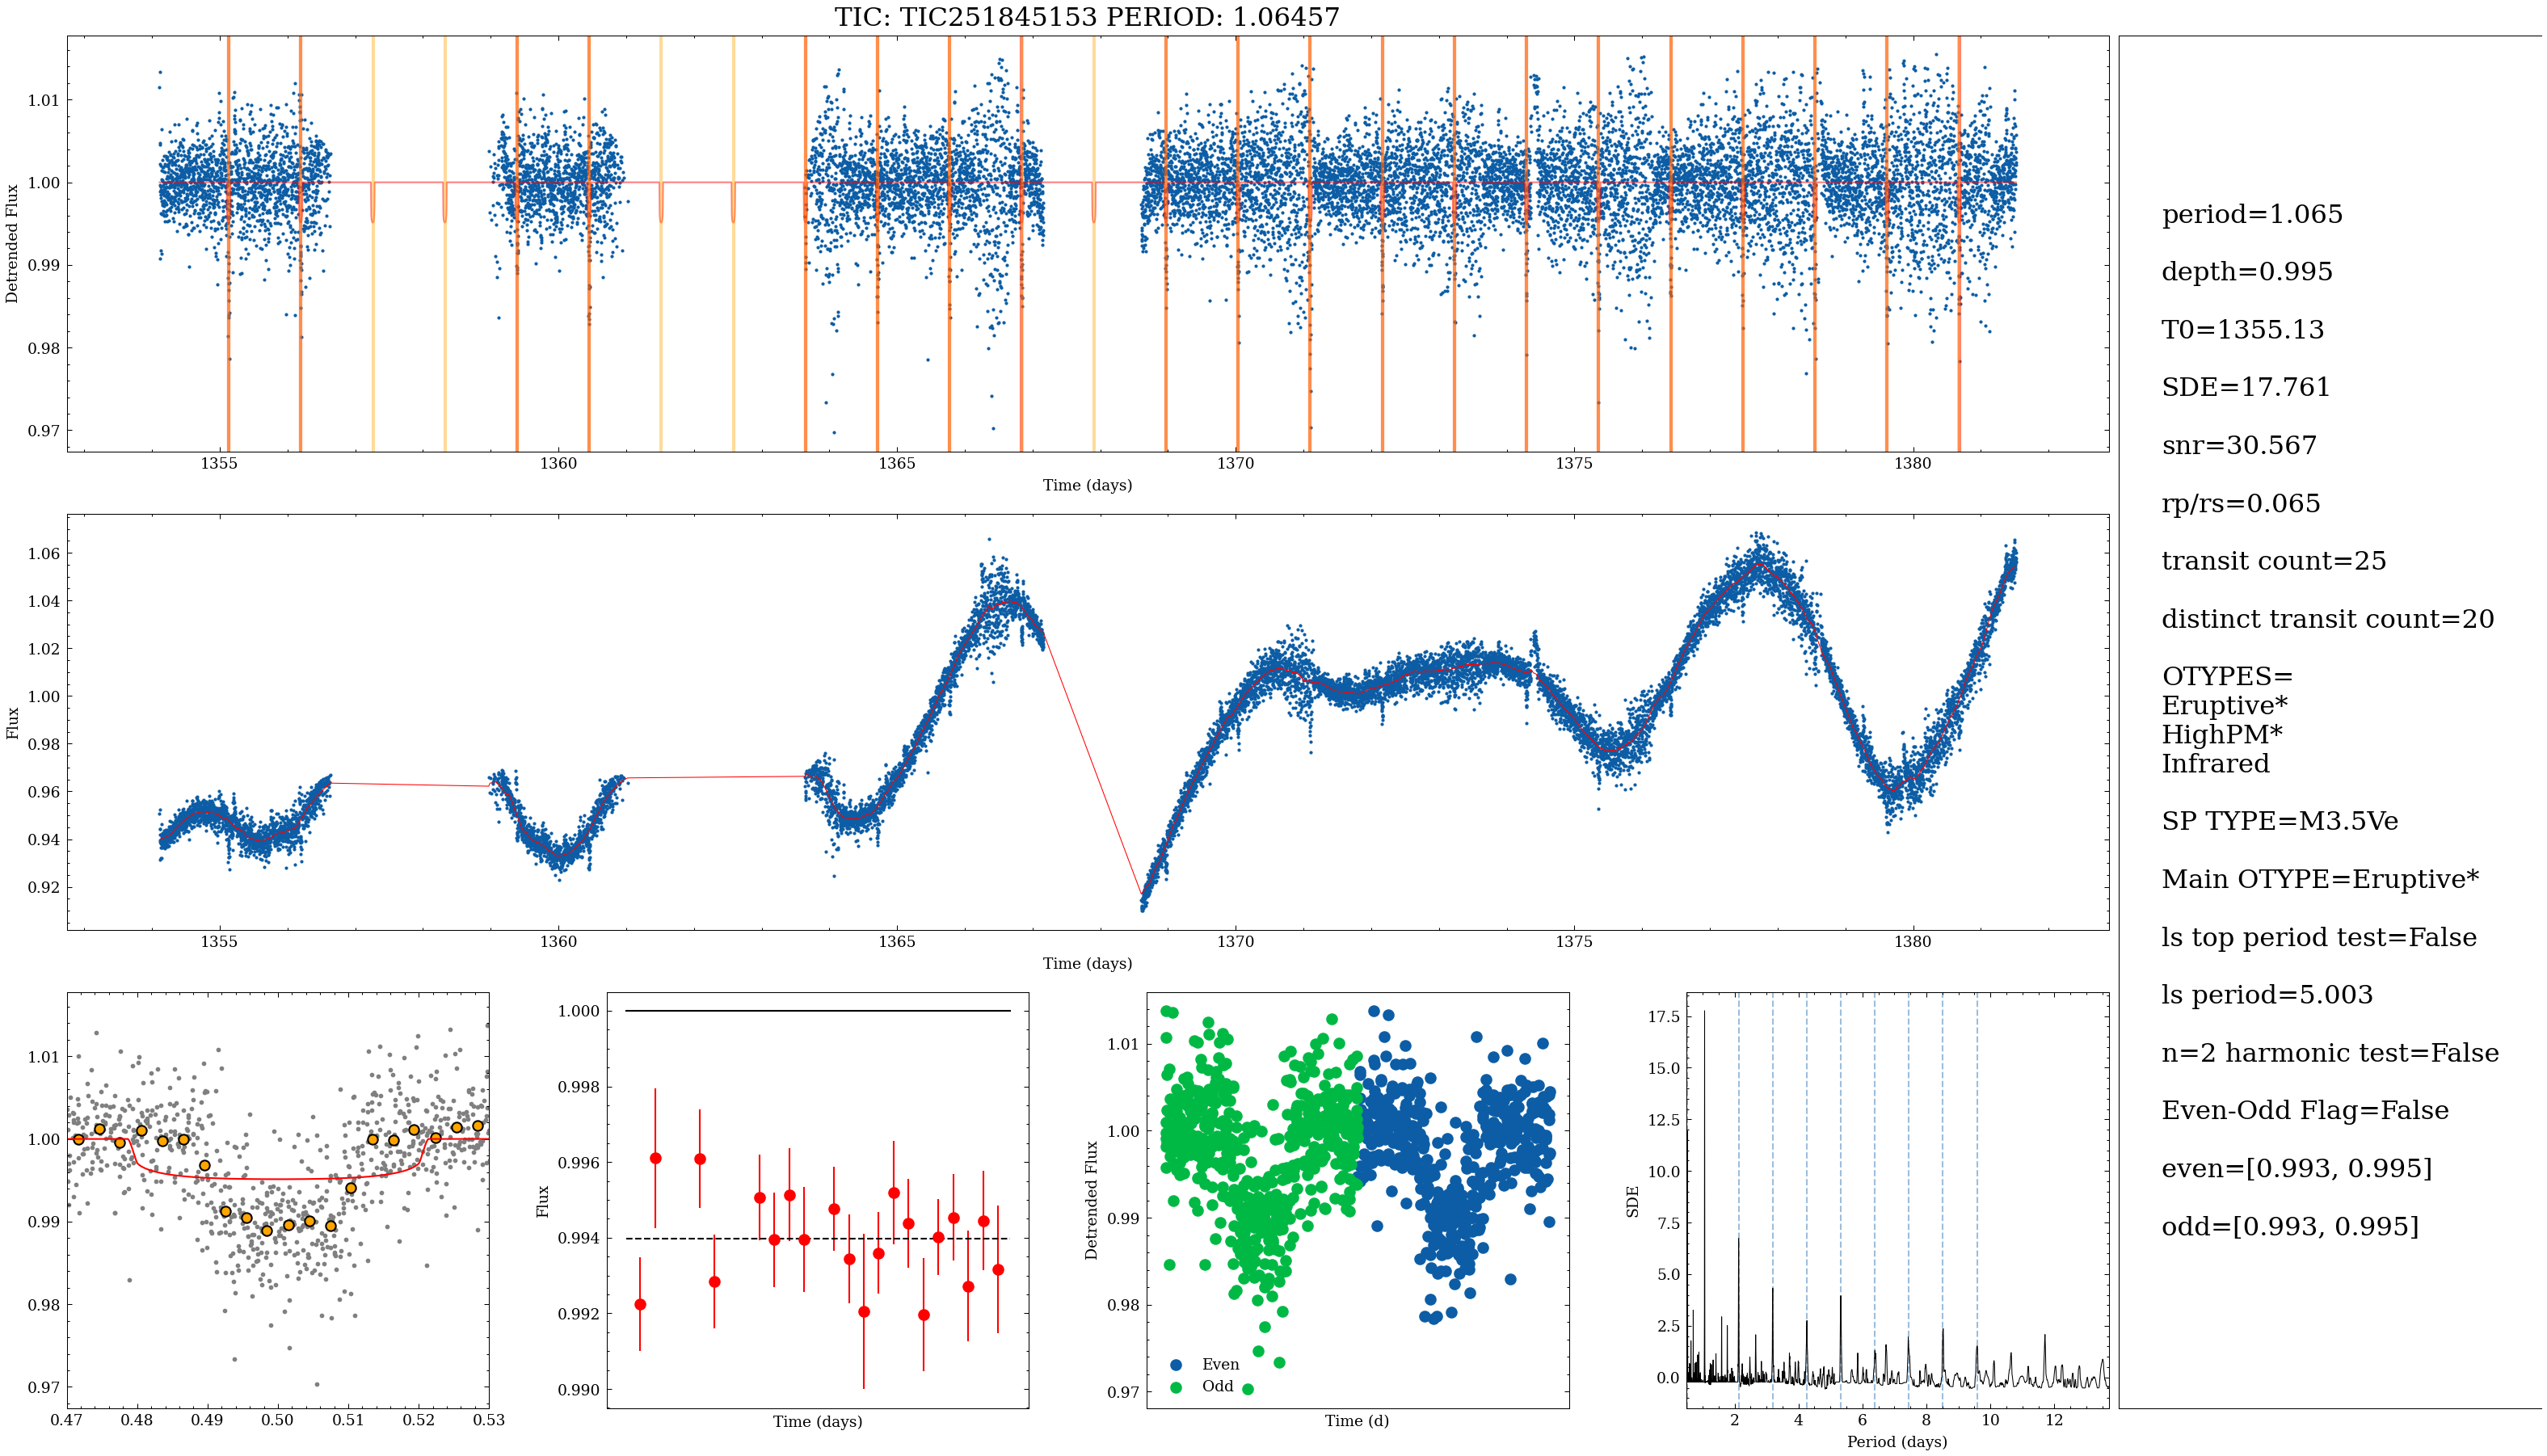 TIC: TIC251845153 PERIOD: 1.06457
1.01
1.00
0.99
0.98
0.97
Detrended Flux
1355
1360
1365
1370
1375
1380
Time (days)
1.06
1.04
1.02
1.00
0.98
0.96
0.94
0.92
Flux
1355
1360
1365
1370
1375
1380
Time (days)
1.01
1.00
0.99
0.98
0.97
0.47
0.48
0.49
0.50
0.51
0.52
0.53
1.000
0.998
0.996
0.994
0.992
0.990
Flux
Time (days)
1.01
1.00
0.99
0.98
0.97
Detrended Flux
Even
Odd
Time (d)
17.5
15.0
12.5
10.0
7.5
5.0
2.5
0.0
SDE
2
4
6
8
10
12
Period (days)
period=1.065
depth=0.995
T0=1355.13
SDE=17.761
snr=30.567
rp/rs=0.065
transit count=25
distinct transit count=20
OTYPES=
Eruptive*
HighPM*
Infrared
SP TYPE=M3.5Ve
Main OTYPE=Eruptive*
ls top period test=False
ls period=5.003
n=2 harmonic test=False
Even-Odd Flag=False
even=[0.993, 0.995]
odd=[0.993, 0.995]